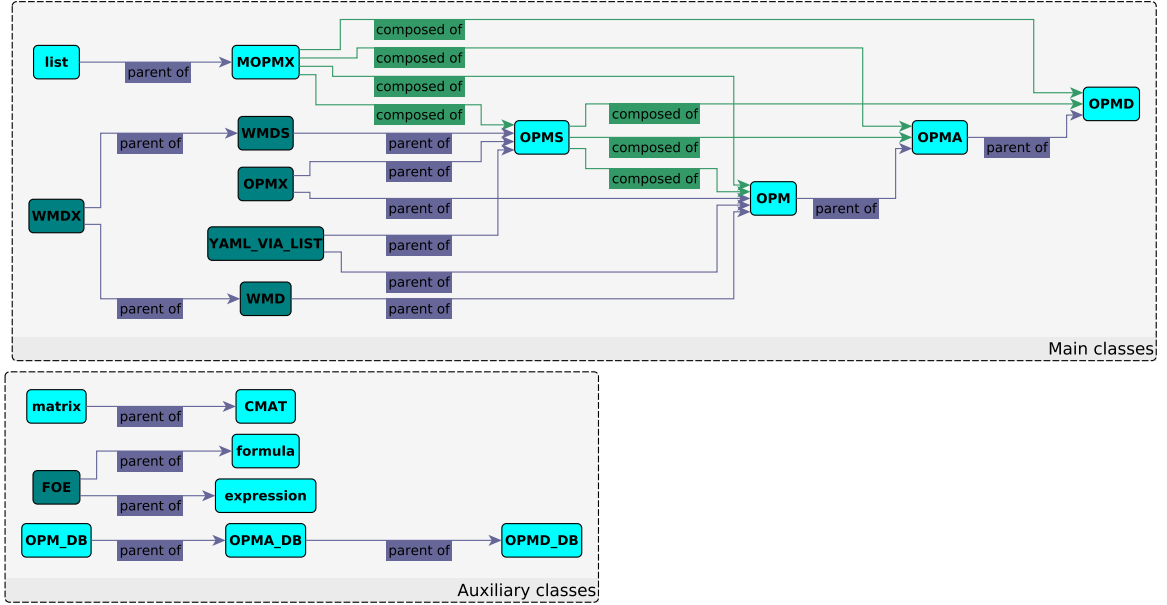 composed of
list
parent of
MOPMX
composed of
composed of
composed of
OPMD
WMDS
parent of
parent of
OPMS
composed of
composed of
composed of
OPMA
parent of
OPMX
parent of
parent of
OPM
parent of
WMDX
YAML_VIA_LIST
parent of
parent of
parent of
WMD
parent of
Main classes
matrix
parent of
CMAT
FOE
parent of
formula
parent of
expression
OPM_DB
parent of
OPMA_DB
parent of
OPMD_DB
Auxiliary classes